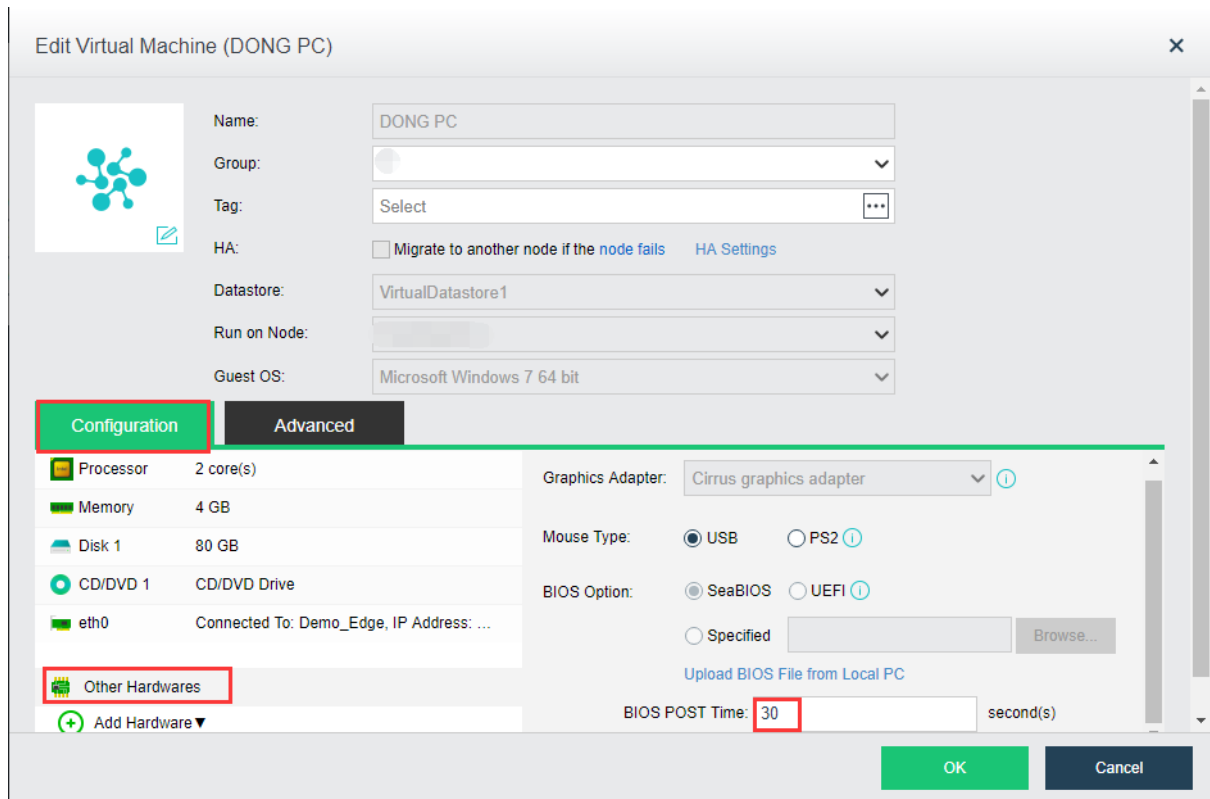 Edit Virtual Machine (DONG PC)
Name: DONG PC
Group:
Tag: Select
HA: Migrate to another node if the node fails HA Settings
Datastore: VirtualDatastore1
Run on Node:
Guest OS: Microsoft Windows 7 64 bit
Configuration Advanced
Processor 2 core(s)
Memory 4 GB
Disk 1 80 GB
CD/DVD 1 CD/DVD Drive
eth0 Connected To: Demo_Edge, IP Address: ...
Other Hardwares
Add Hardware▼
Graphics Adapter: Cirrus graphics adapter
Mouse Type: USB PS2
BIOS Option: SeaBIOS UEFI
Specified Browse...
Upload BIOS File from Local PC
BIOS POST Time: 30 second(s)
OK Cancel